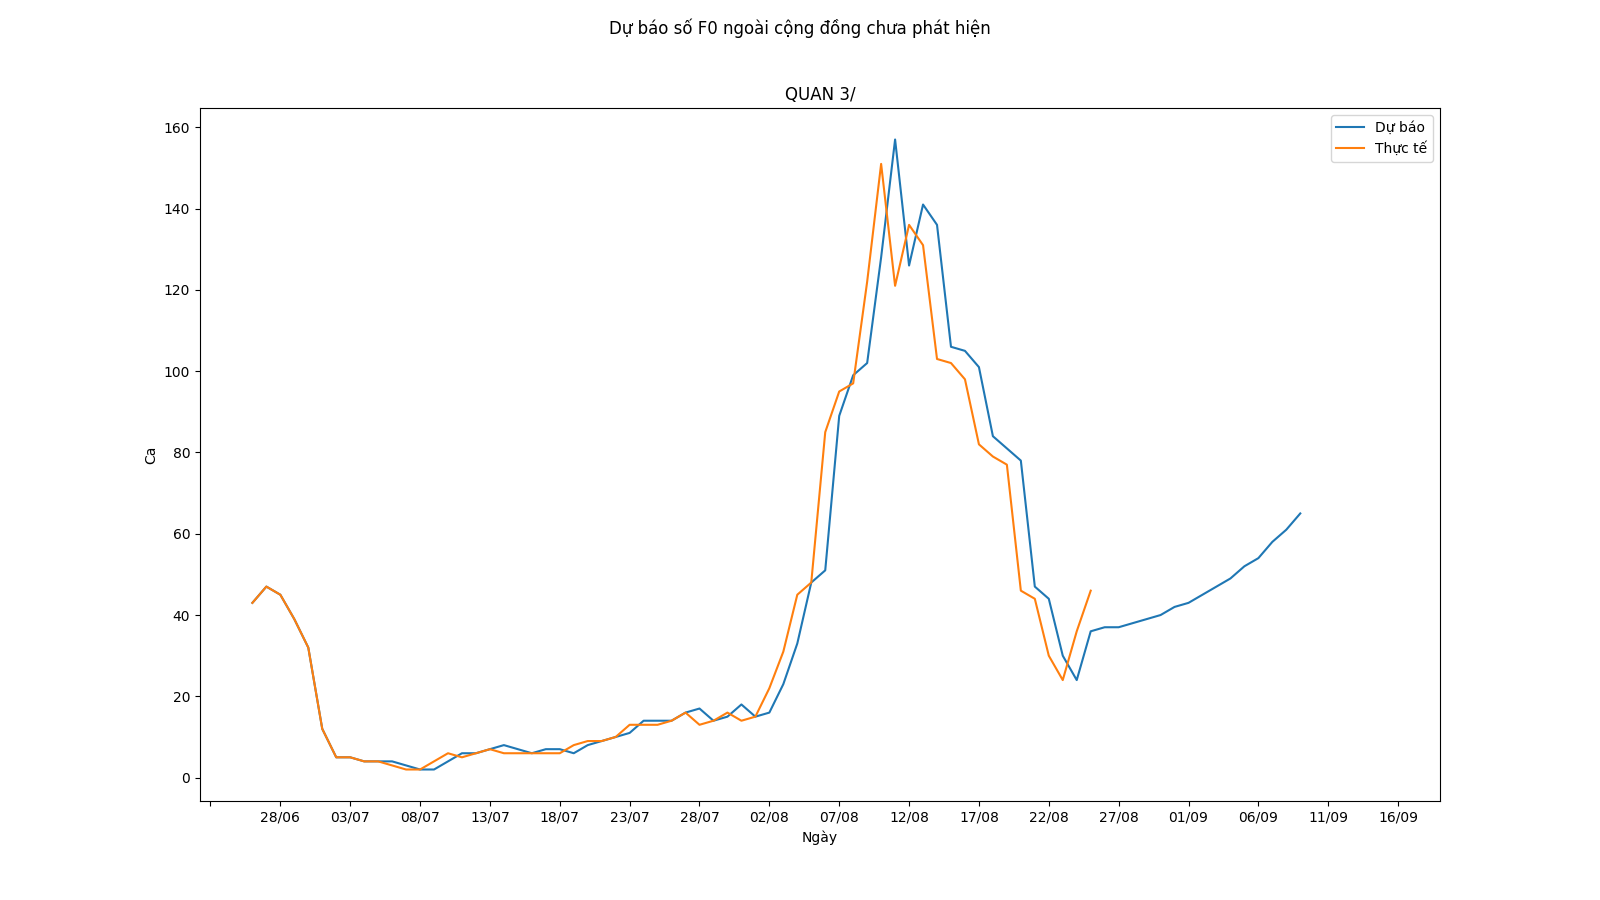 Dự báo số F0 ngoài cộng đồng chưa phát hiện
QUAN 3/
Dự báo
Thực tế
160
140
120
100
80
60
40
20
0
Ca
28/06 03/07 08/07 13/07 18/07 23/07 28/07 02/08 07/08 12/08 17/08 22/08 27/08 01/09 06/09 11/09 16/09
Ngày